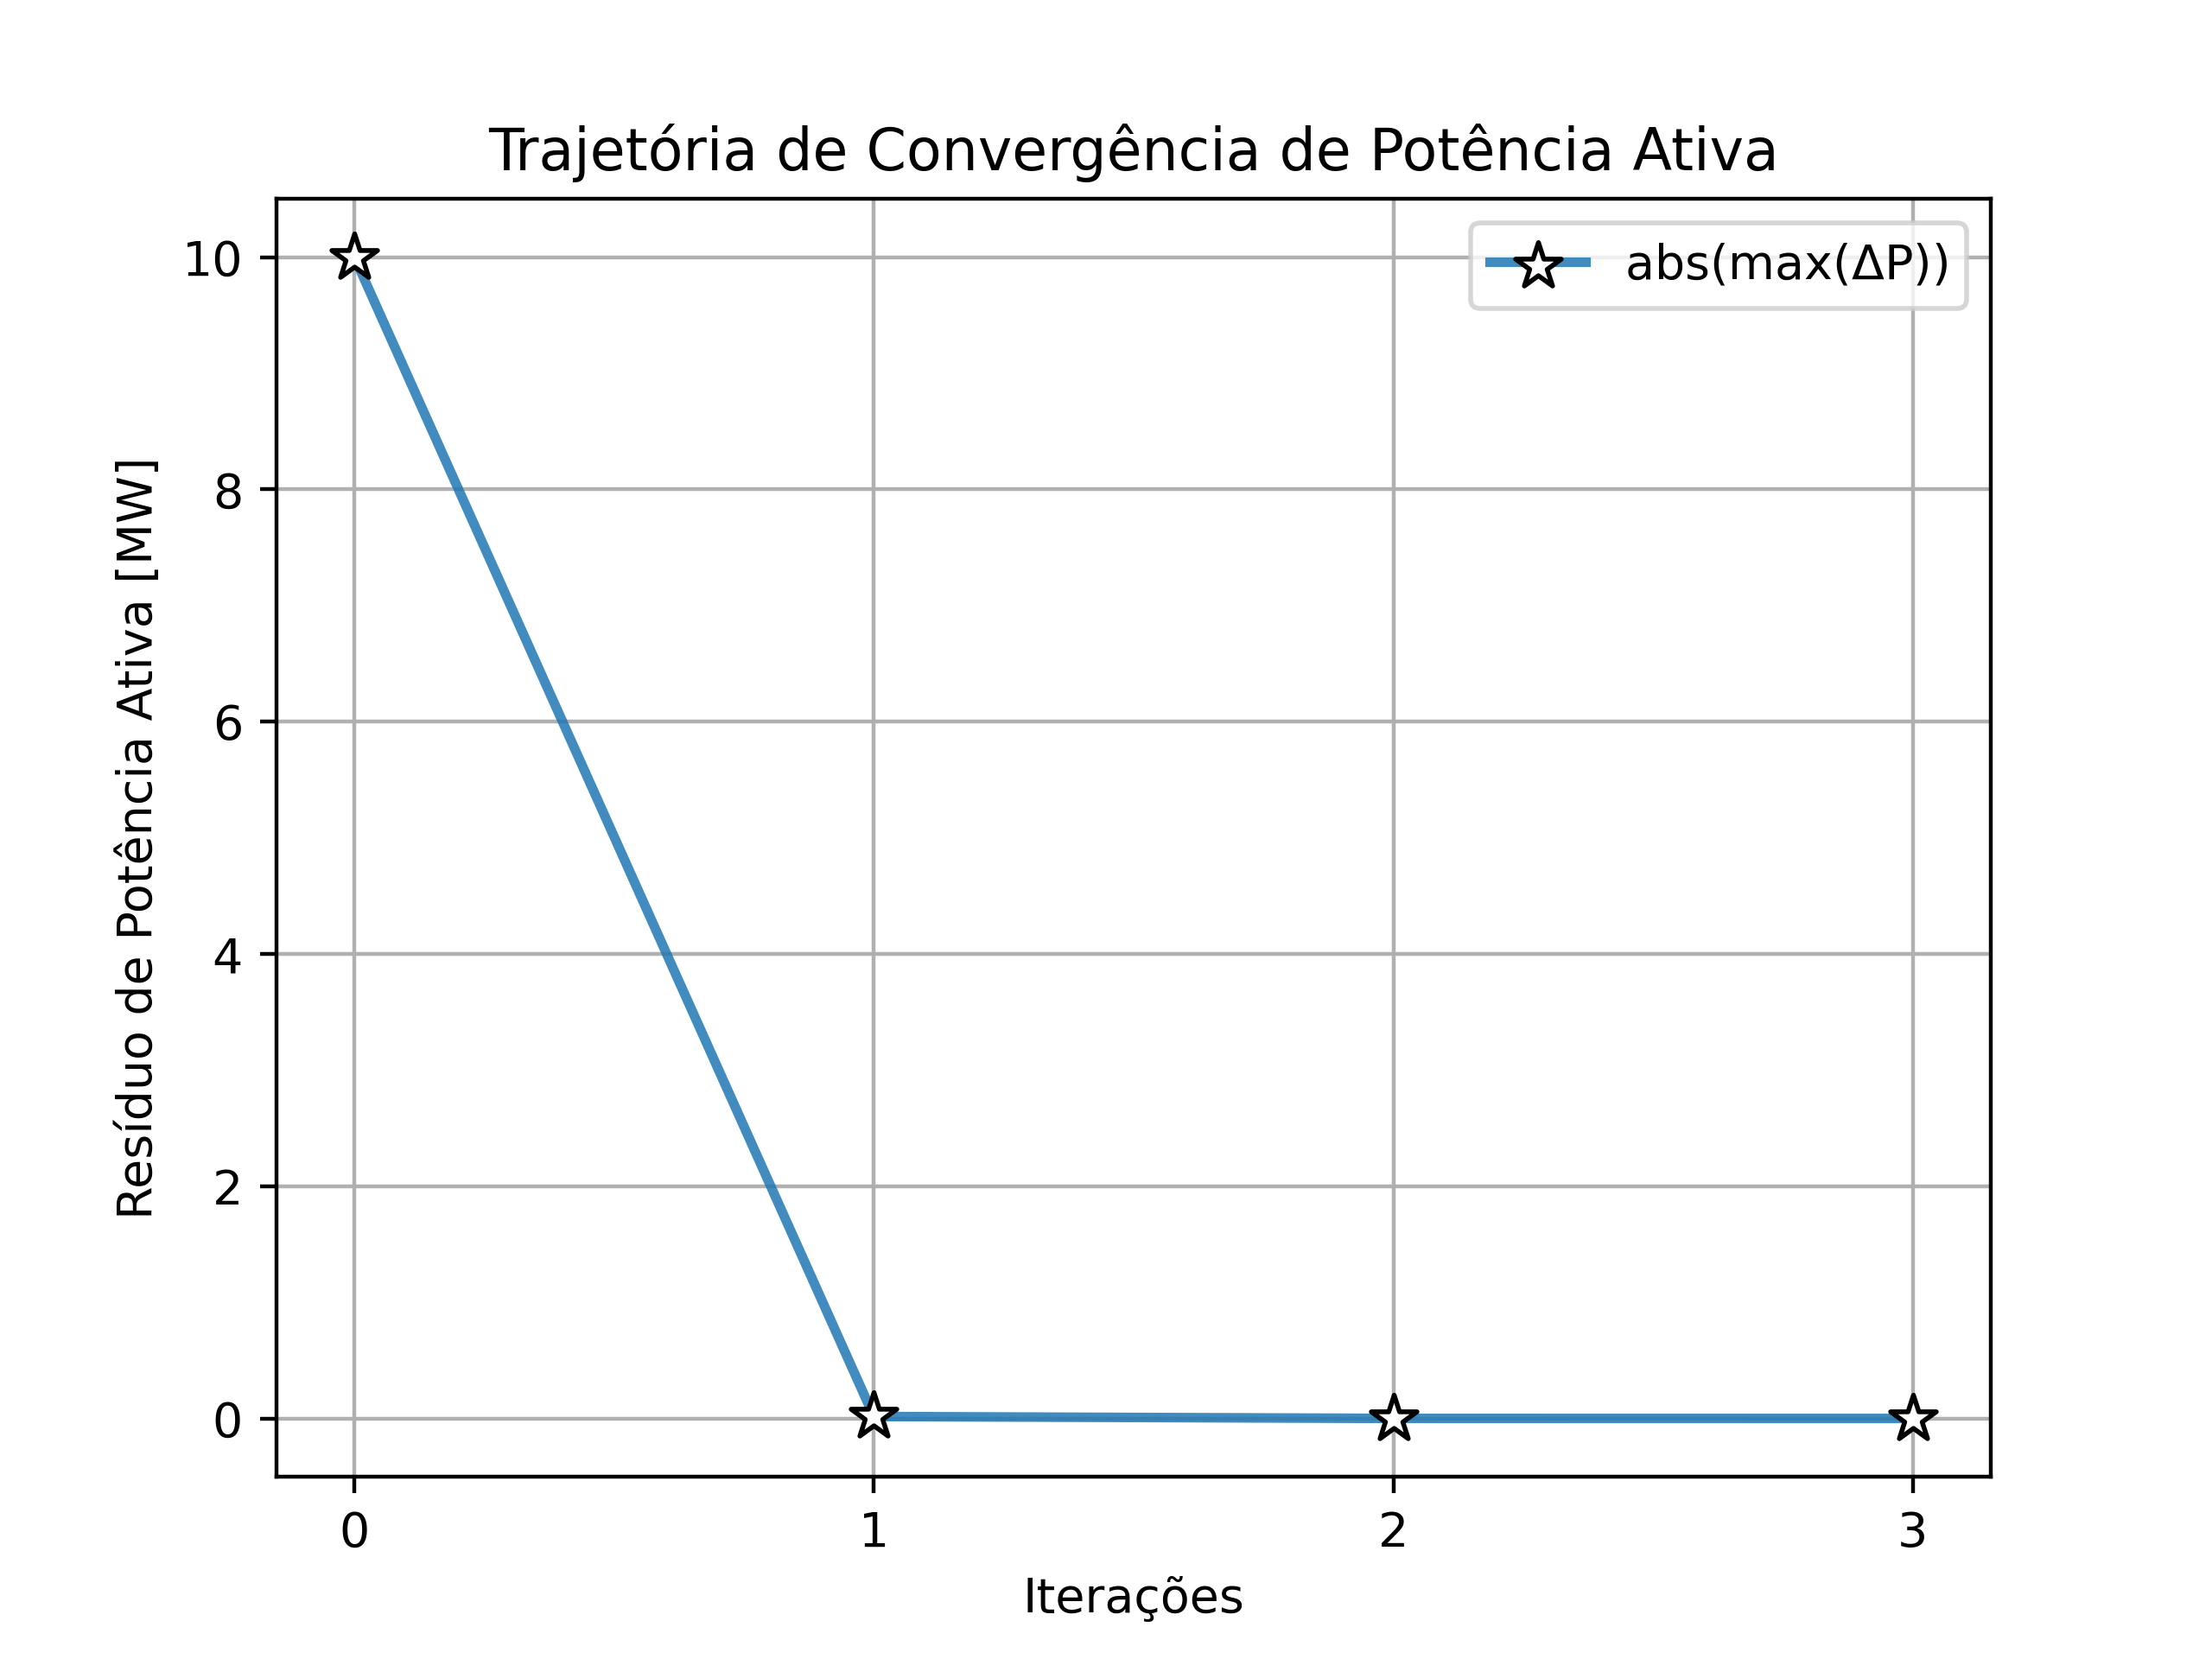 Trajetória de Convergência de Potência Ativa
abs(max(ΔP))
Resíduo de Potência Ativa [MW]
10
8
6
4
2
0
0 1 2 3
Iterações